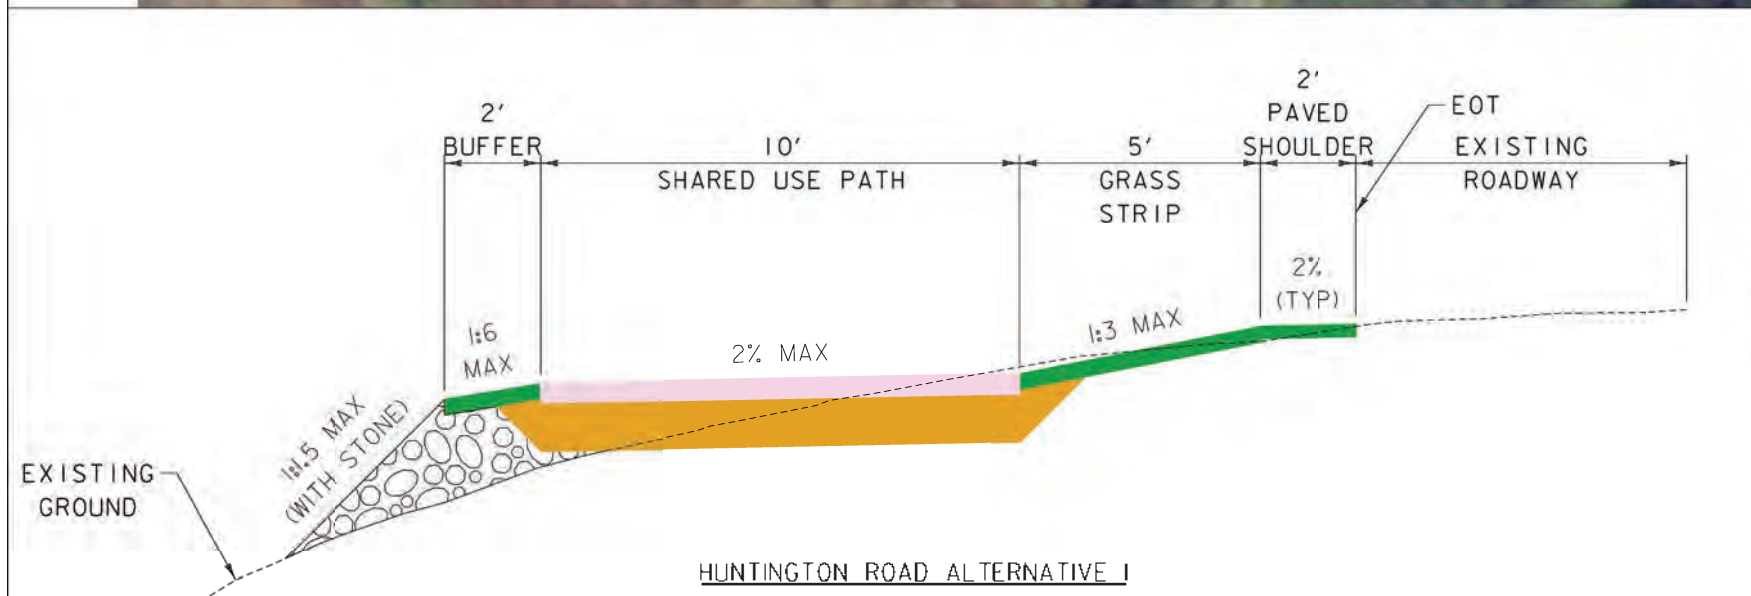 2'
BUFFER
10'
SHARED USE PATH
5'
GRASS
STRIP
2'
PAVED
SHOULDER
EOT
EXISTING
ROADWAY
1:6
MAX
2% MAX
1:3 MAX
2%
(TYP)
1:1.5 MAX
(WITH STONE)
EXISTING
GROUND
HUNTINGTON ROAD ALTERNATIVE 1